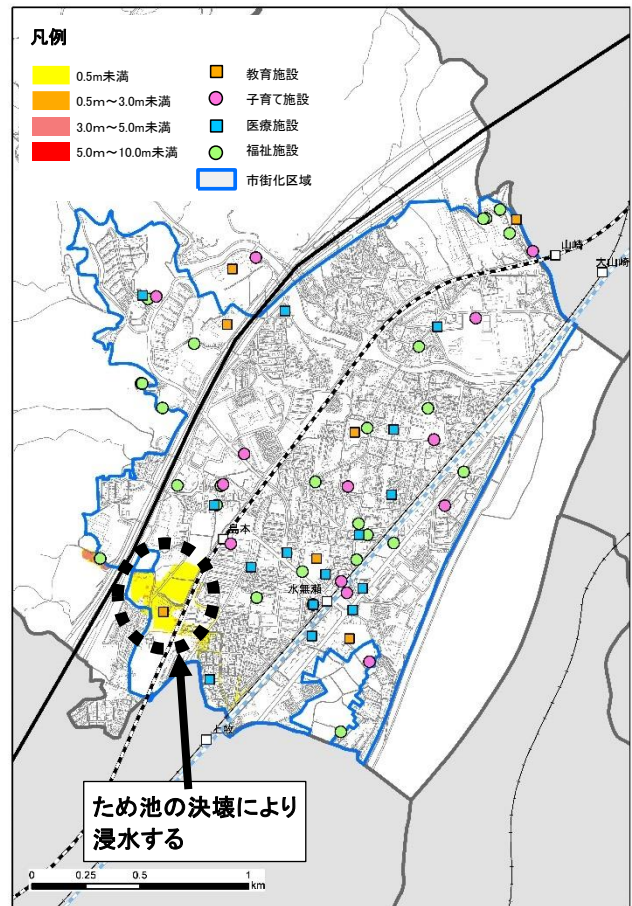 凡例
0.5m未満
0.5m～3.0m未満
3.0m～5.0m未満
5.0m～10.0m未満
教育施設
子育て施設
医療施設
福祉施設
市街化区域
山崎
大山崎
島本
水無瀬
上牧
ため池の決壊により
浸水する
0 0.25 0.5 1
km